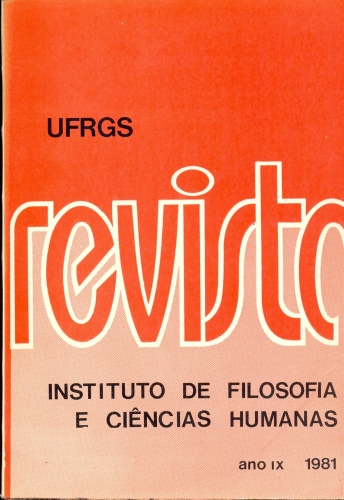 UFRGS
revista
INSTITUTO DE FILOSOFIA
E CIÊNCIAS HUMANAS
ano IX 1981